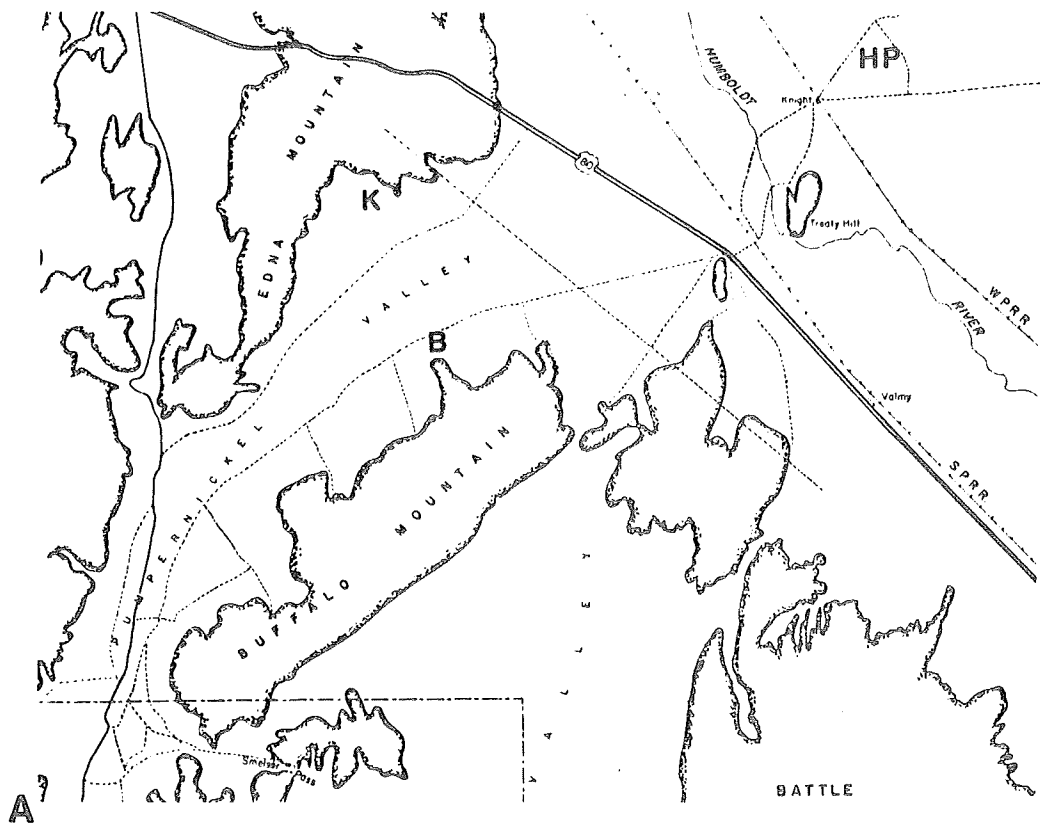 HUMBOLDT
HP
Knight
EDNA MOUNTAIN
80
K
Treaty Hill
WPRR
RIVER
VALLEY
B
Valmy
PUMPERNICKEL
BUFFALO MOUNTAIN
SPRR
VALLEY
Smelser
Pass
BATTLE
A